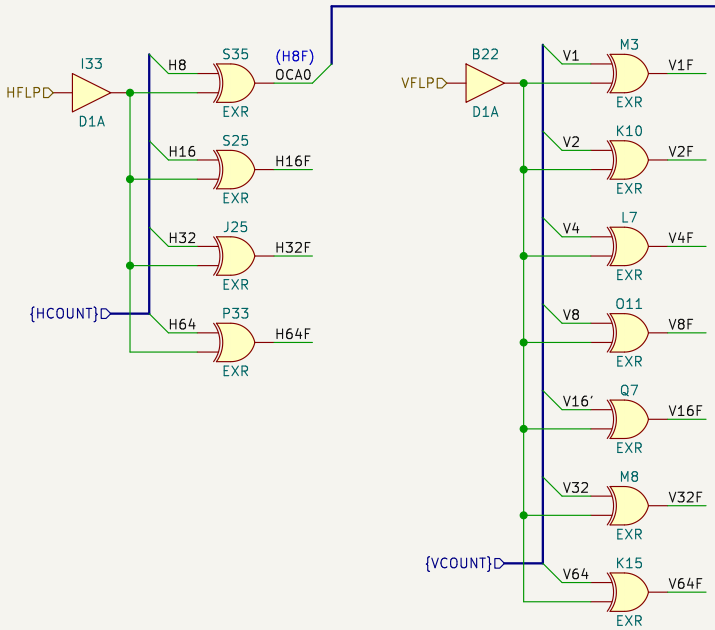 I33
HFLP
D1A
H8
S35
(H8F)
OCA0
EXR
S25
H16
H16F
EXR
J25
H32
H32F
EXR
{HCOUNT}
P33
H64
H64F
EXR
B22
VFLP
D1A
V1
M3
V1F
EXR
K10
V2
V2F
EXR
L7
V4
V4F
EXR
O11
V8
V8F
EXR
Q7
V16′
V16F
EXR
M8
V32
V32F
EXR
{VCOUNT}
K15
V64
V64F
EXR